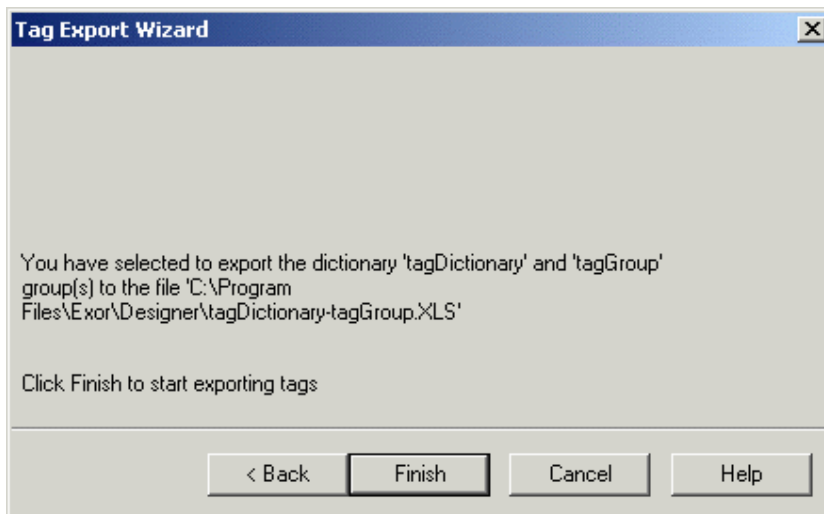 Tag Export Wizard
You have selected to export the dictionary 'tagDictionary' and 'tagGroup'
group(s) to the file 'C:\Program
Files\Exor\Designer\tagDictionary-tagGroup.XLS'
Click Finish to start exporting tags
< Back Finish Cancel Help